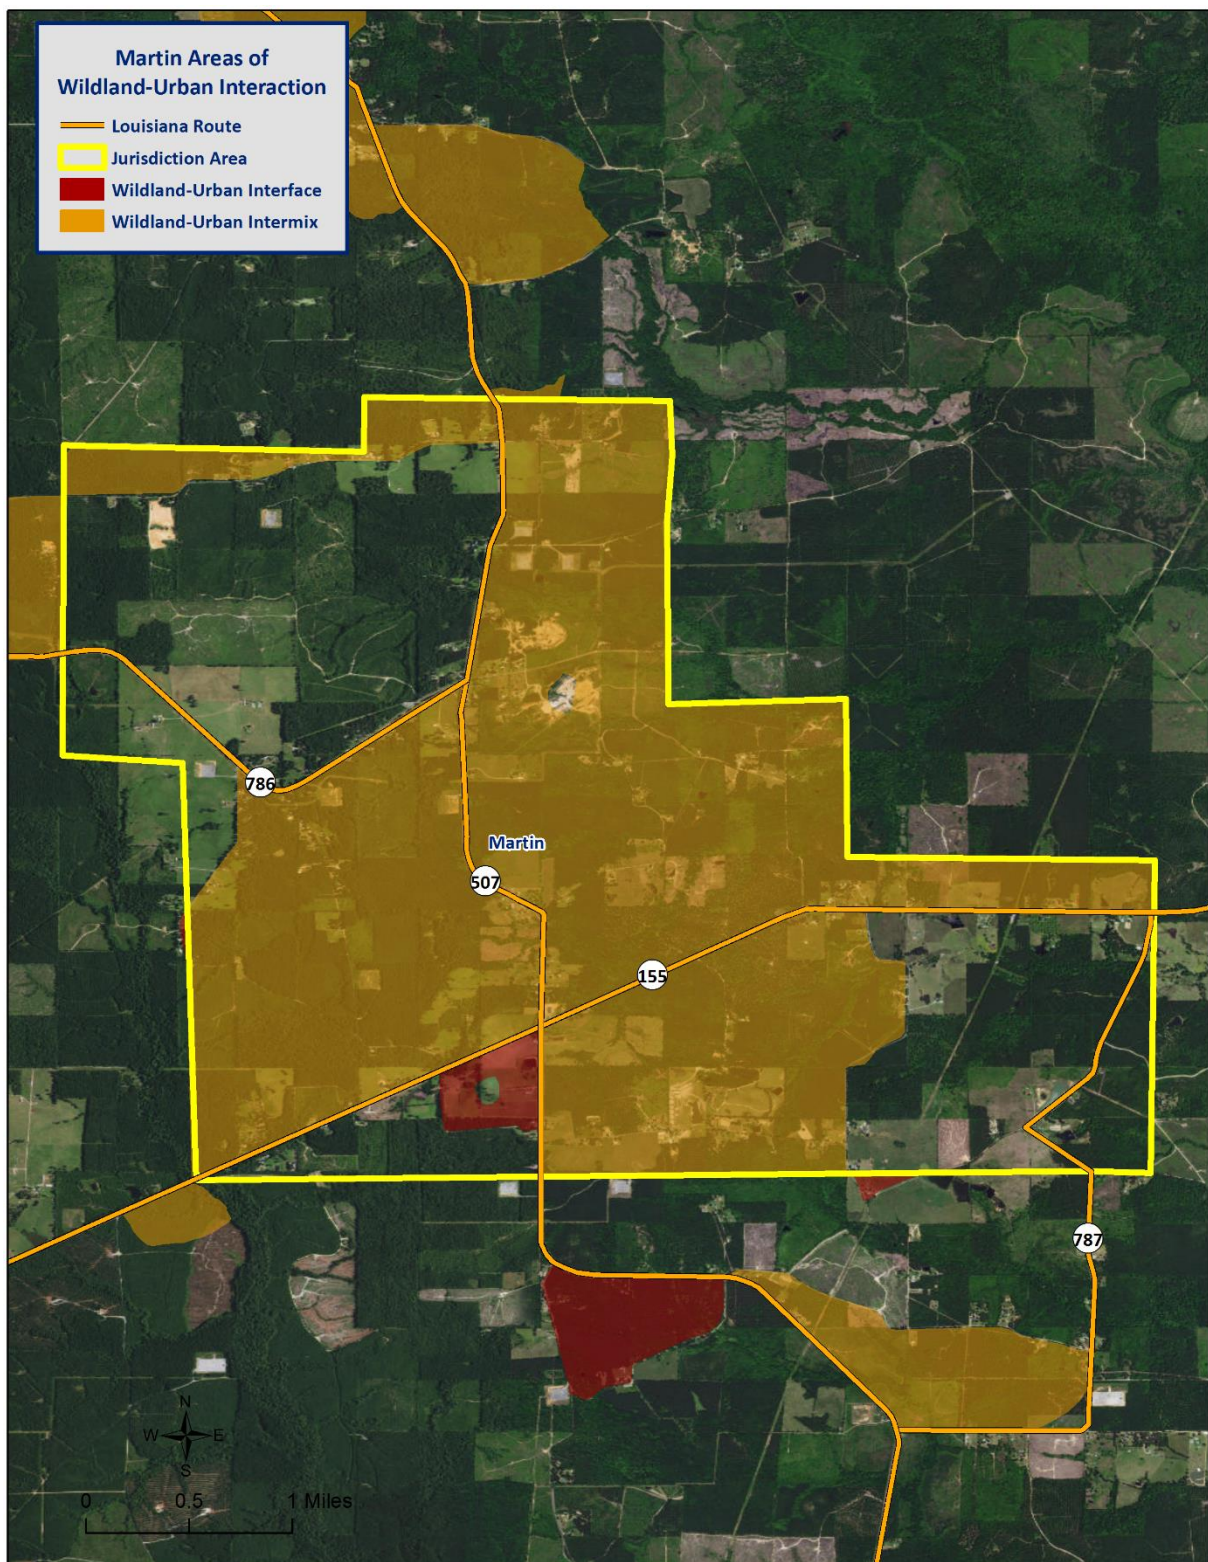 Martin Areas of
Wildland-Urban Interaction
Louisiana Route
Jurisdiction Area
Wildland-Urban Interface
Wildland-Urban Intermix
786
Martin
507
155
787
N
W E
S
0 0.5 1 Miles